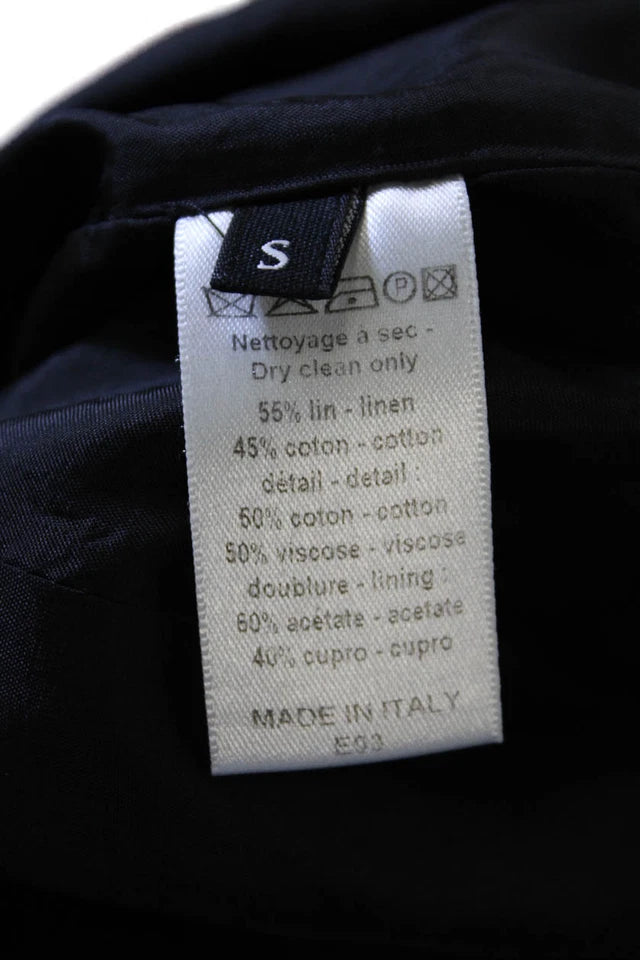 S
P
Nettoyage à sec -
Dry clean only
55% lin - linen
45% coton - cotton
détail - detail :
50% coton - cotton
50% viscose - viscose
doublure - lining :
60% acétate - acetate
40% cupro - cupro
MADE IN ITALY
E03